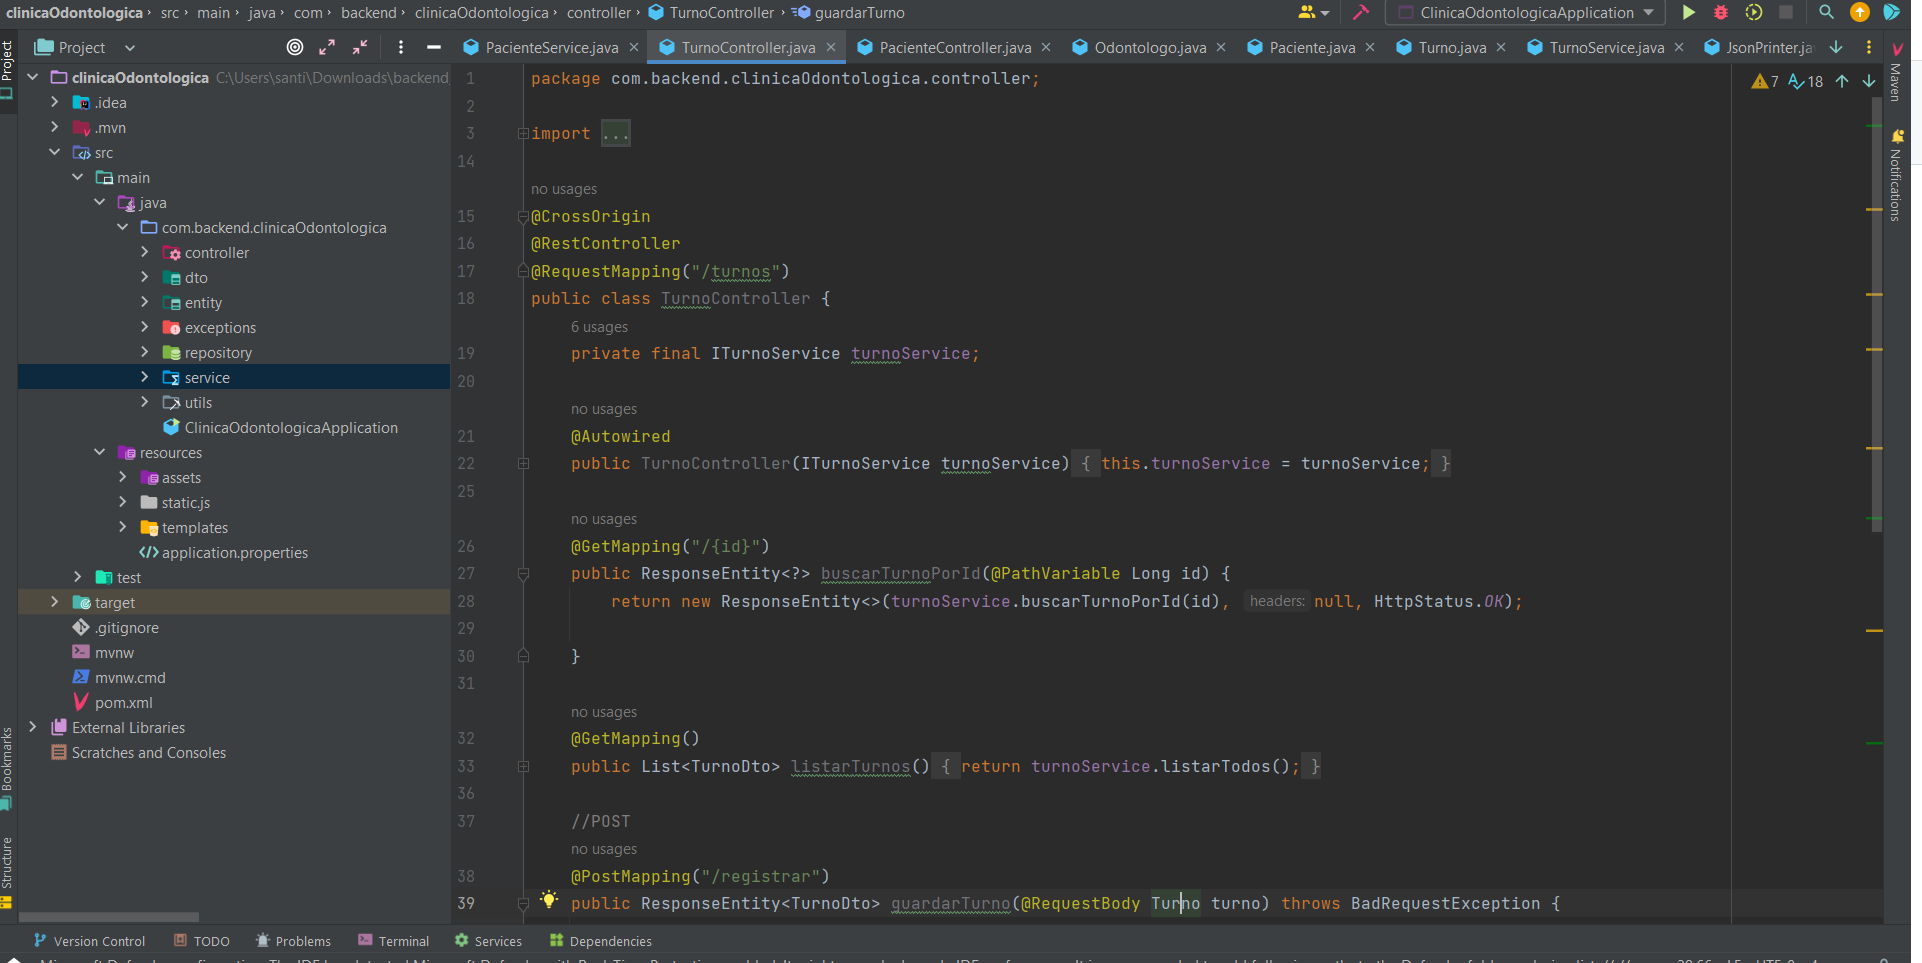 clinicaOdontologica › src › main › java › com › backend › clinicaOdontologica › controller › TurnoController › guardarTurno
ClinicaOdontologicaApplication
Project
PacienteService.java
TurnoController.java
PacienteController.java
Odontologo.java
Paciente.java
Turno.java
TurnoService.java
JsonPrinter.ja
Project
Bookmarks
Structure
Maven
Notifications
clinicaOdontologica C:\Users\santi\Downloads\backend
.idea
.mvn
src
main
java
com.backend.clinicaOdontologica
controller
dto
entity
exceptions
repository
service
utils
ClinicaOdontologicaApplication
resources
assets
static.js
templates
application.properties
test
target
.gitignore
mvnw
mvnw.cmd
pom.xml
External Libraries
Scratches and Consoles
7 18
1 package com.backend.clinicaOdontologica.controller;
2
3 import ...
14
no usages
15 @CrossOrigin
16 @RestController
17 @RequestMapping("/turnos")
18 public class TurnoController {
6 usages
19 private final ITurnoService turnoService;
20
no usages
21 @Autowired
22 public TurnoController(ITurnoService turnoService) { this.turnoService = turnoService; }
25
no usages
26 @GetMapping("/{id}")
27 public ResponseEntity<?> buscarTurnoPorId(@PathVariable Long id) {
28 return new ResponseEntity<>(turnoService.buscarTurnoPorId(id), headers: null, HttpStatus.OK);
29
30 }
31
no usages
32 @GetMapping()
33 public List<TurnoDto> listarTurnos() { return turnoService.listarTodos(); }
36
37 //POST
no usages
38 @PostMapping("/registrar")
39 public ResponseEntity<TurnoDto> guardarTurno(@RequestBody Turno turno) throws BadRequestException {
Version Control
TODO
Problems
Terminal
Services
Dependencies